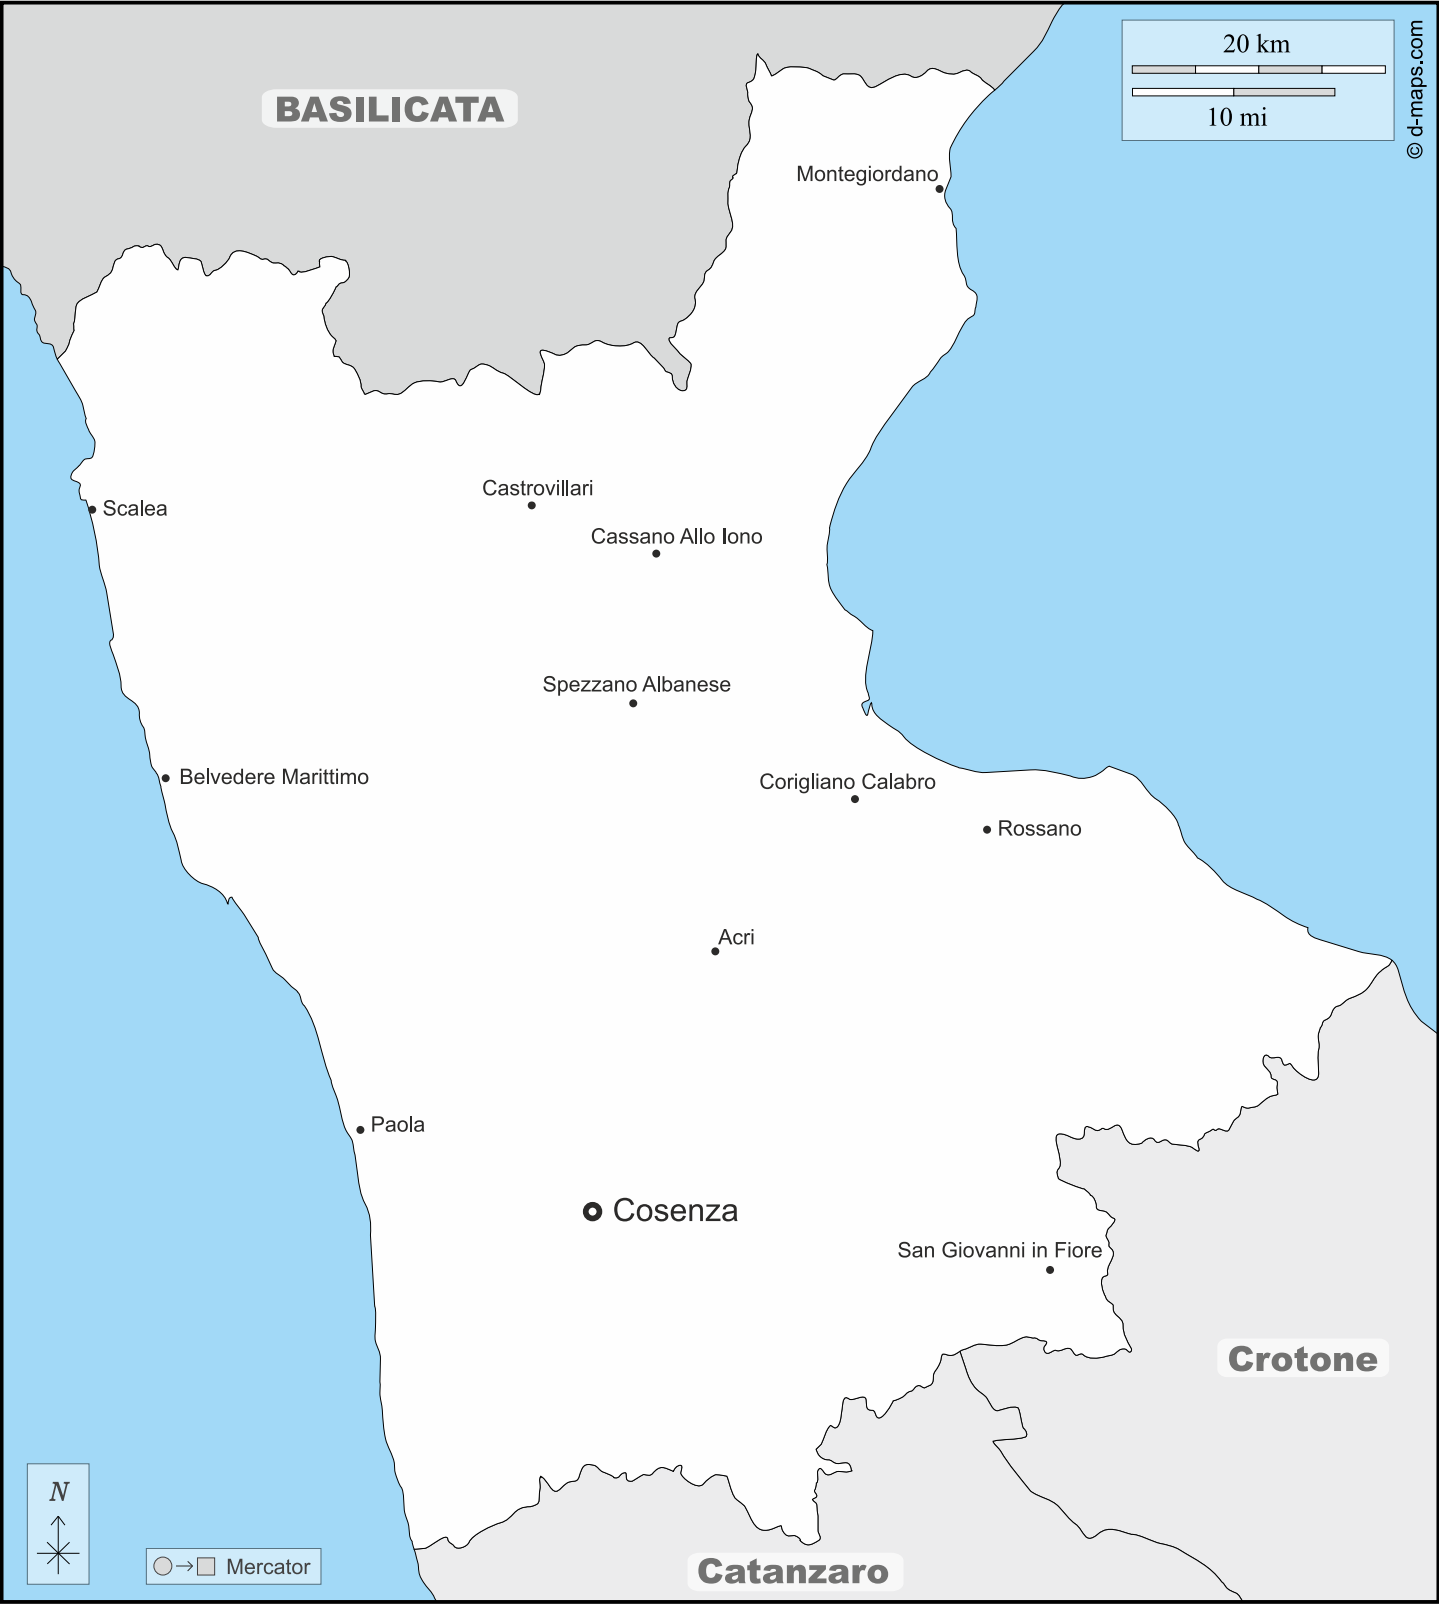 20 km
10 mi
© d-maps.com
BASILICATA
Montegiordano
Castrovillari
Scalea
Cassano Allo Iono
Spezzano Albanese
Belvedere Marittimo
Corigliano Calabro
Rossano
Acri
Paola
Cosenza
San Giovanni in Fiore
Crotone
N
Mercator
Catanzaro